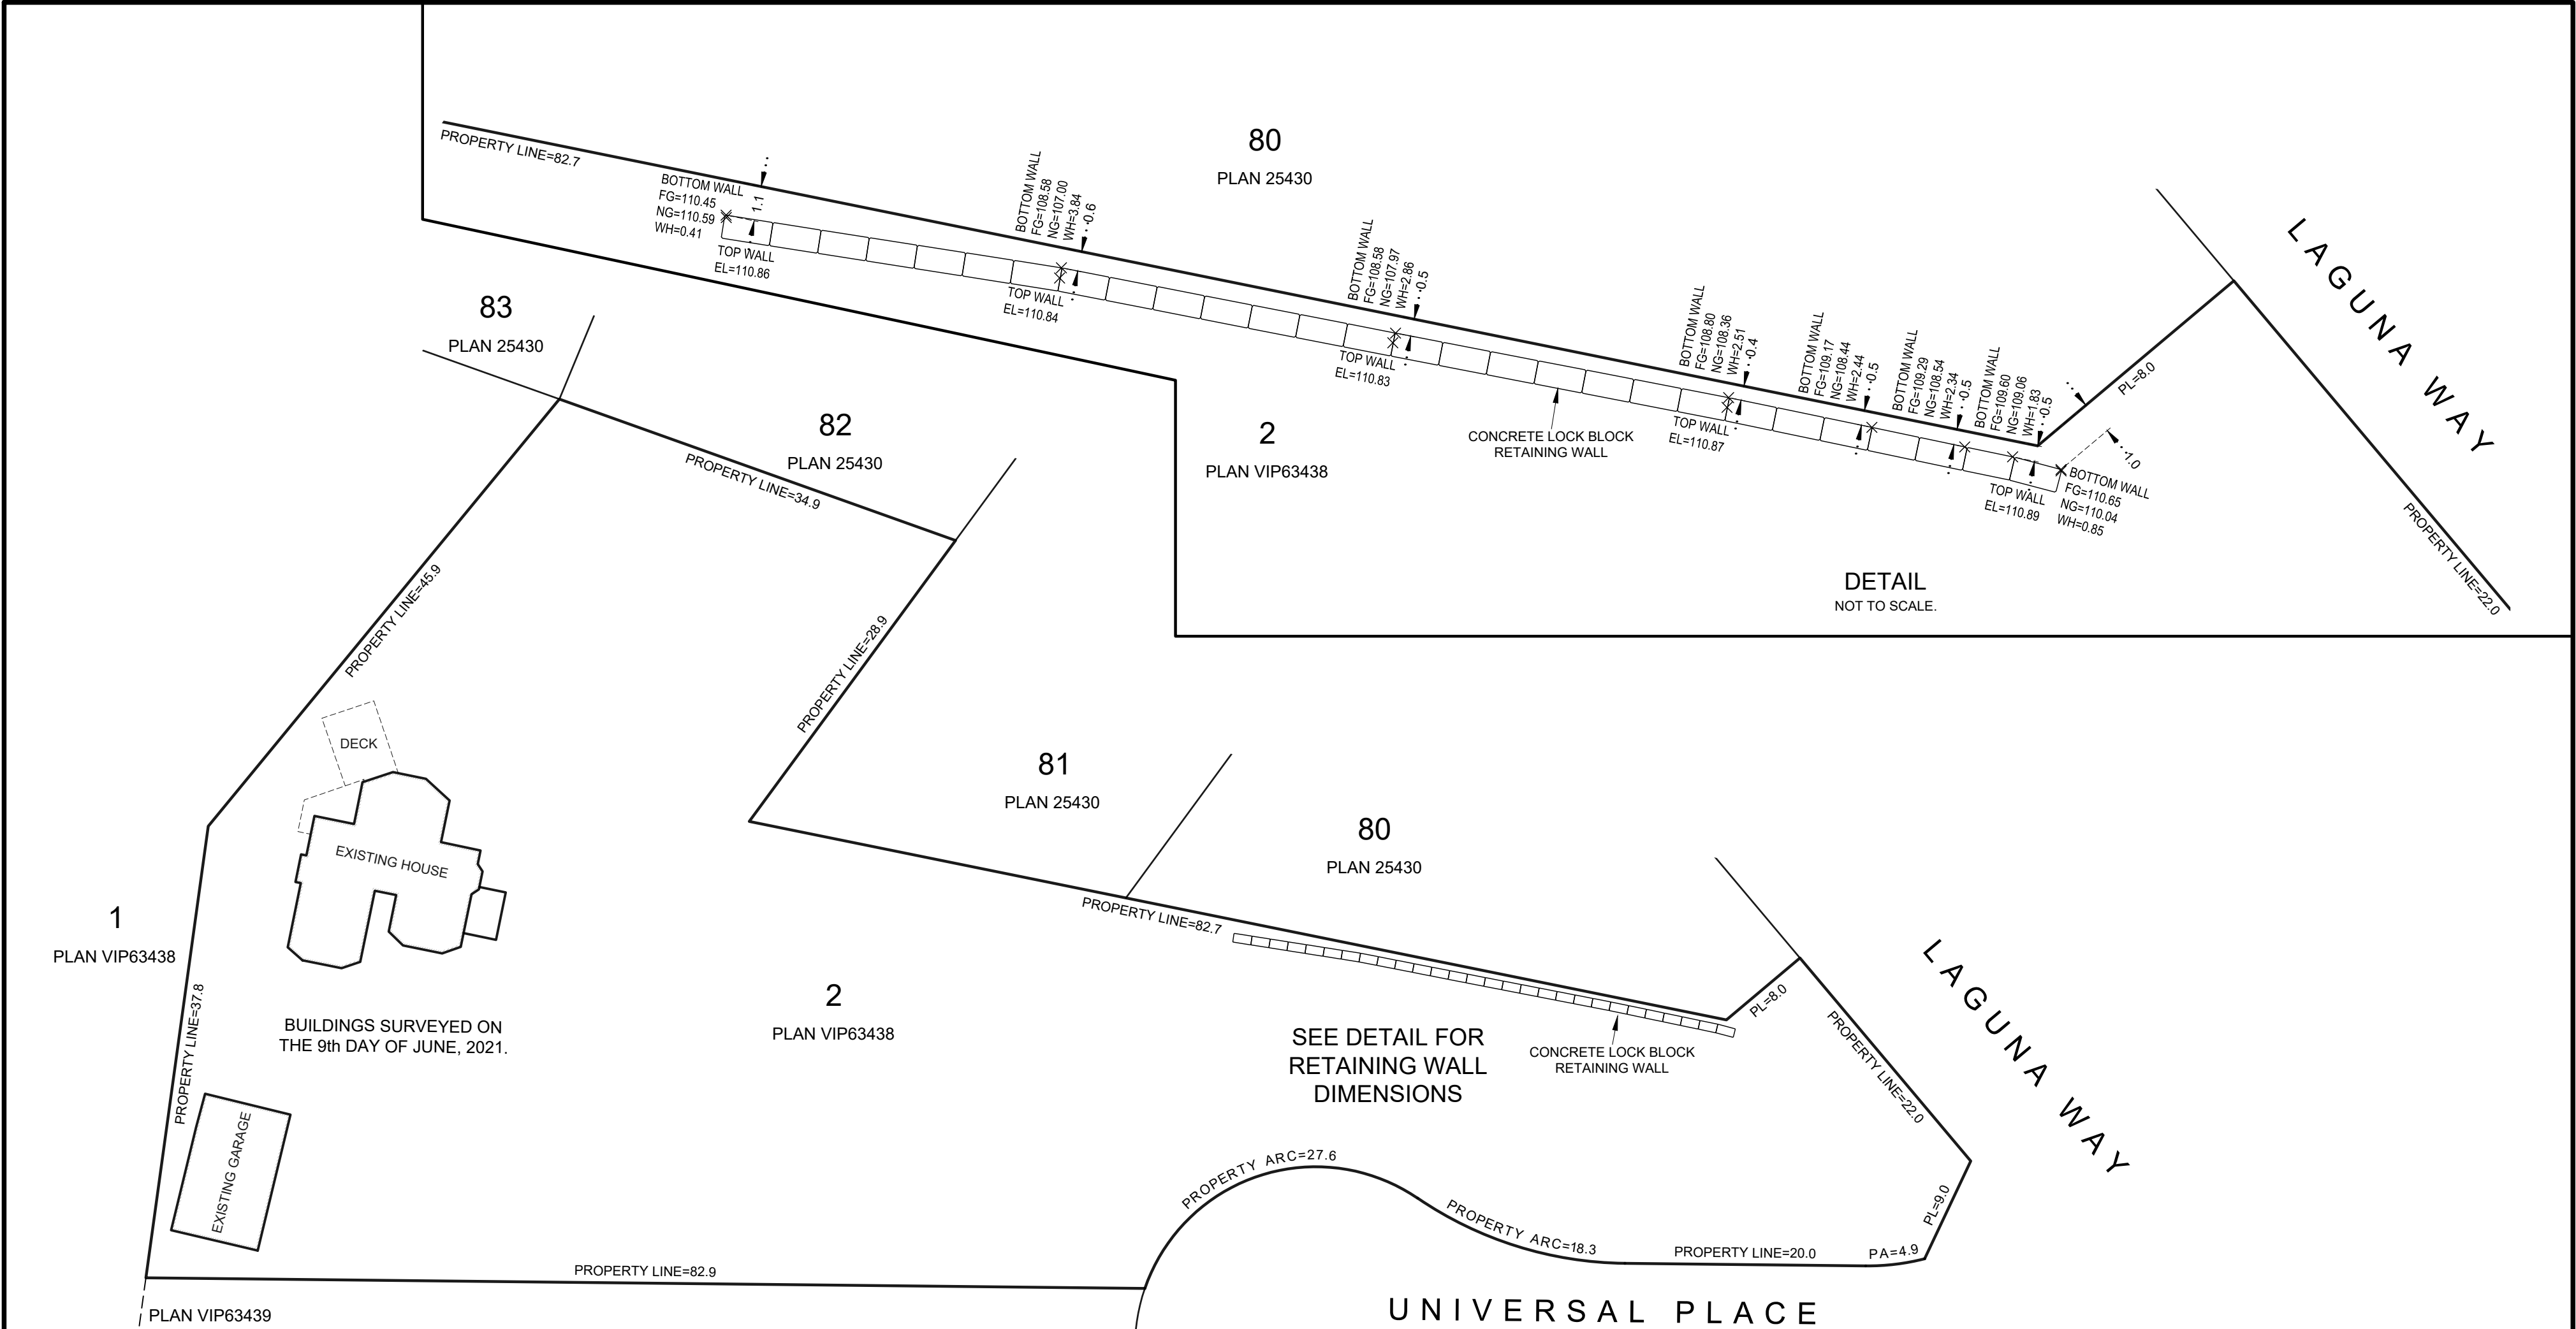 80
PLAN 25430
PROPERTY LINE=82.7
BOTTOM WALL
FG=110.45
NG=110.59
WH=0.41
1.1
TOP WALL
EL=110.86
BOTTOM WALL
FG=108.58
NG=107.00
WH=3.84
0.6
TOP WALL
EL=110.84
BOTTOM WALL
FG=108.58
NG=107.97
WH=2.86
0.5
TOP WALL
EL=110.83
BOTTOM WALL
FG=108.80
NG=108.36
WH=2.51
0.4
TOP WALL
EL=110.87
BOTTOM WALL
FG=109.17
NG=108.44
WH=2.44
0.5
BOTTOM WALL
FG=109.29
NG=108.54
WH=2.34
0.5
BOTTOM WALL
FG=109.60
NG=109.06
WH=1.83
0.5
TOP WALL
EL=110.89
BOTTOM WALL
FG=110.65
NG=110.04
WH=0.85
1.0
PL=8.0
LAGUNA WAY
PROPERTY LINE=22.0
CONCRETE LOCK BLOCK
RETAINING WALL
2
PLAN VIP63438
DETAIL
NOT TO SCALE.
83
PLAN 25430
82
PLAN 25430
PROPERTY LINE=34.9
PROPERTY LINE=45.9
PROPERTY LINE=28.9
DECK
EXISTING HOUSE
81
PLAN 25430
80
PLAN 25430
PROPERTY LINE=82.7
1
PLAN VIP63438
PROPERTY LINE=37.8
BUILDINGS SURVEYED ON
THE 9th DAY OF JUNE, 2021.
2
PLAN VIP63438
SEE DETAIL FOR
RETAINING WALL
DIMENSIONS
CONCRETE LOCK BLOCK
RETAINING WALL
PL=8.0
LAGUNA WAY
PROPERTY LINE=22.0
EXISTING GARAGE
PROPERTY ARC=27.6
PROPERTY ARC=18.3
PROPERTY LINE=20.0
PA=4.9
PL=9.0
PROPERTY LINE=82.9
PLAN VIP63439
UNIVERSAL PLACE